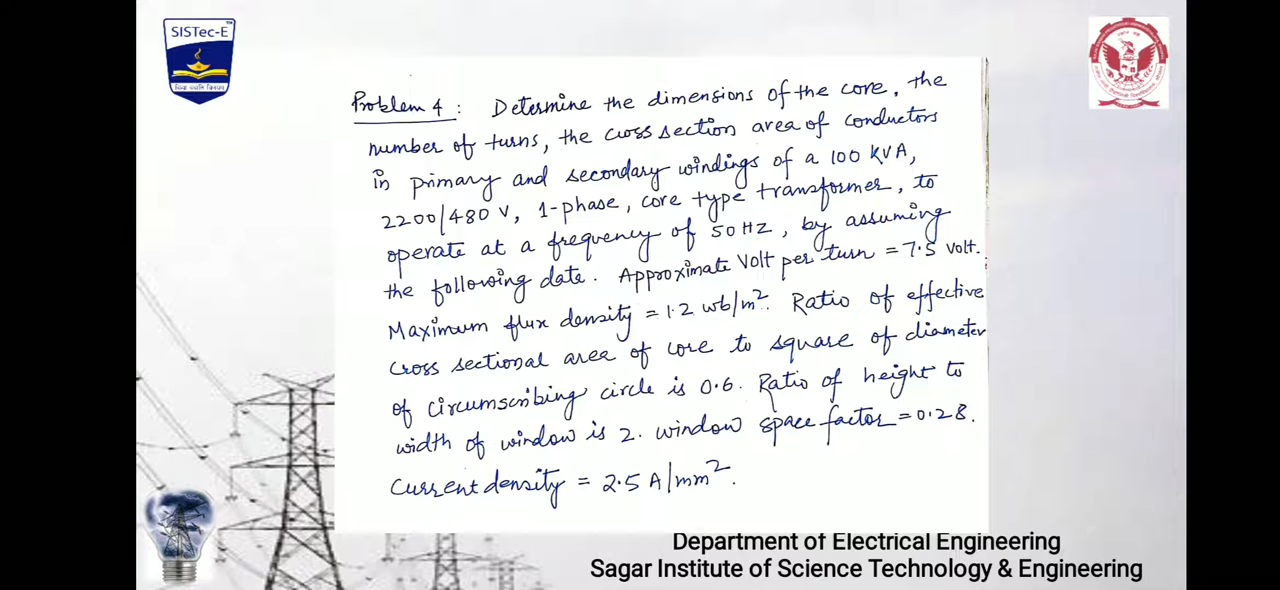 SISTec-E
TM
Problem 4 : Determine the dimensions of the core, the
number of turns, the cross section area of conductors
in primary and secondary windings of a 100 KVA,
2200/480 V, 1-phase, core type transformer, to
operate at a frequency of 50 HZ, by assuming
the following date. Approximate Volt per turn = 7.5 volt.
Maximum flux density = 1.2 wb/m². Ratio of effective
cross sectional area of core to square of diameter
of circumscribing circle is 0.6. Ratio of height to
width of window is 2. window space factor = 0.28.
Current density = 2.5 A/mm².
Department of Electrical Engineering
Sagar Institute of Science Technology & Engineering